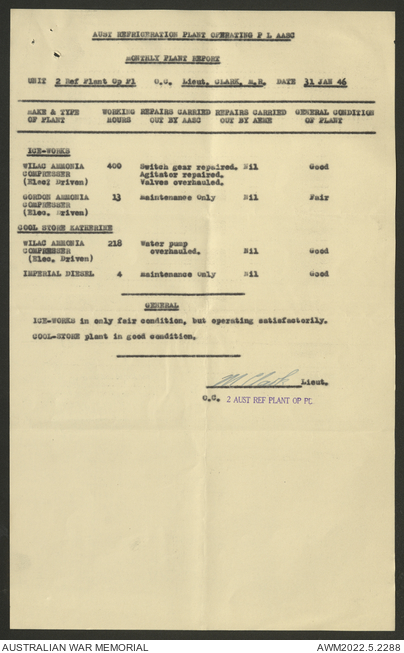 AUST REFRIGERATION PLANT OPERATING P L AASC
MONTHLY PLANT REPORT
UNIT 2 Ref Plant Op Pl O.C. Lieut. CLARK, M.R. DATE 31 JAN 46
MAKE & TYPE WORKING REPAIRS CARRIED REPAIRS CARRIED GENERAL CONDITION
OF PLANT HOURS OUT BY AASC OUT BY AEME OF PLANT
ICE-WORKS
WILAC AMMONIA 400 Switch gear repaired. Nil Good
COMPRESSER Agitator repaired.
(Elec; Driven) Valves overhauled.
GORDON AMMONIA 13 Maintenance Only Nil Fair
COMPRESSER
(Elec. Driven)
COOL STORE KATHERINE
WILAC AMMONIA 218 Water pump
COMPRESSER overhauled. Nil Good
(Elec. Driven)
IMPERIAL DIESEL 4 Maintenance Only Nil Good
GENERAL
ICE-WORKS in only fair condition, but operating satisfactorily.
COOL-STORE plant in good condition.
M Clark Lieut.
O.C. 2 AUST REF PLANT OP PL
AUSTRALIAN WAR MEMORIAL AWM2022.5.2288